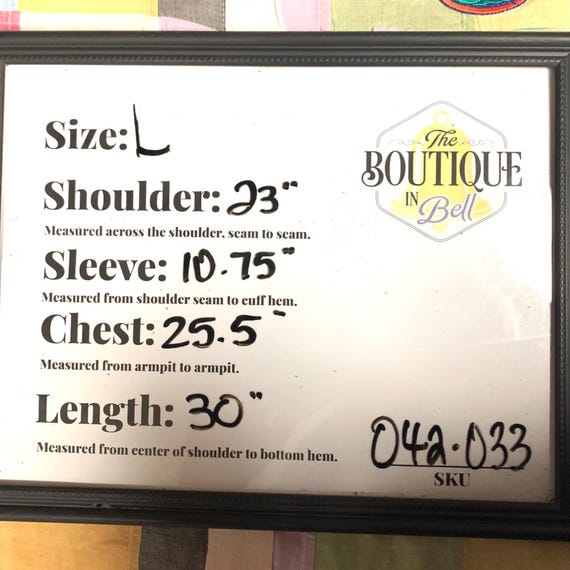 Size: L
The
BOUTIQUE
IN
Bell
Shoulder: 23"
Measured across the shoulder, seam to seam.
Sleeve: 10.75"
Measured from shoulder seam to cuff hem.
Chest: 25.5"
Measured from armpit to armpit.
Length: 30"
Measured from center of shoulder to bottom hem.
042.033
SKU